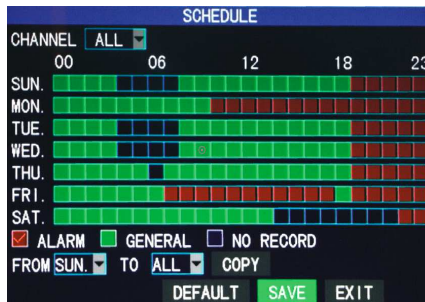 SCHEDULE
CHANNEL ALL
00 06 12 18 23
SUN.
MON.
TUE.
WED.
THU.
FRI.
SAT.
ALARM GENERAL NO RECORD
FROM SUN. TO ALL COPY
DEFAULT SAVE EXIT